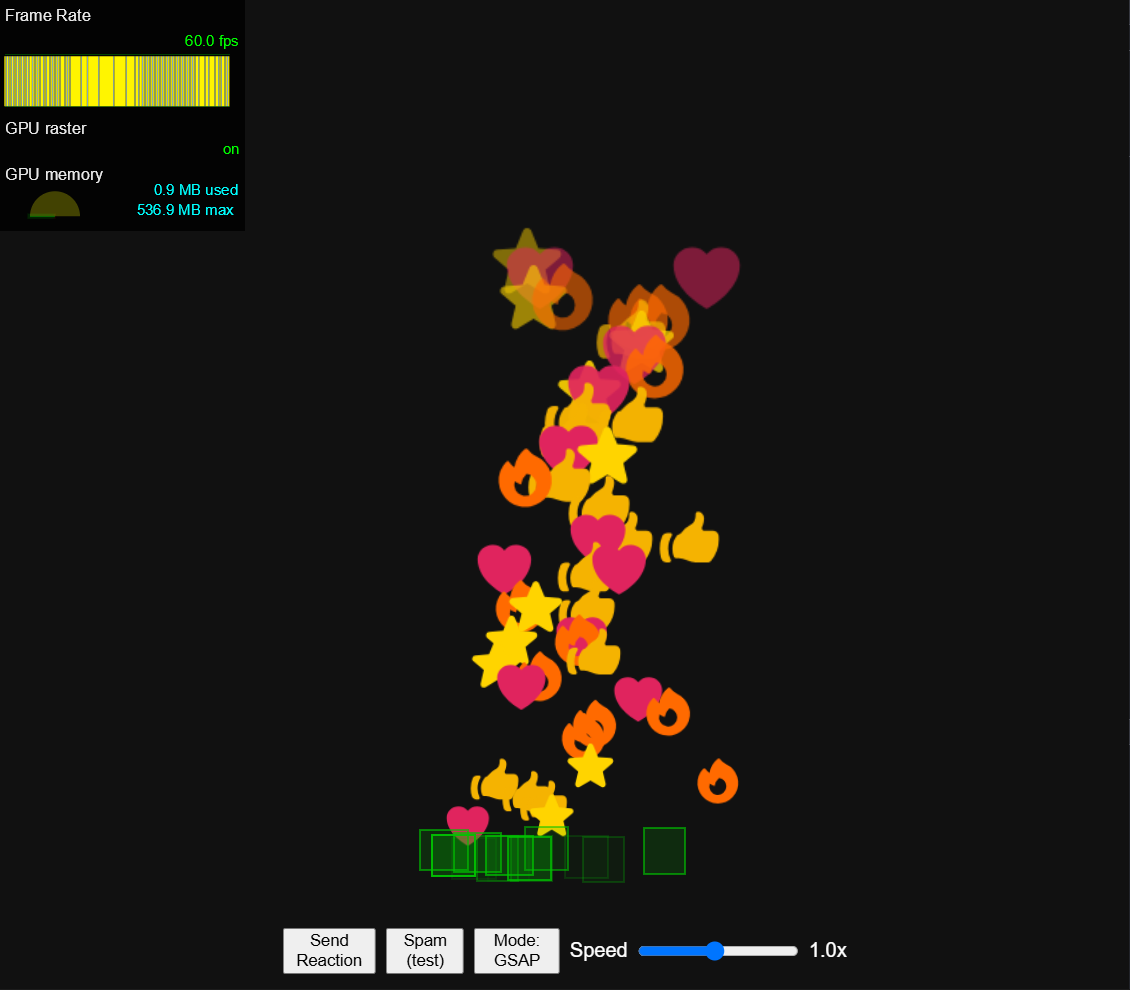 Frame Rate
60.0 fps
GPU raster
on
GPU memory
0.9 MB used
536.9 MB max
Send
Reaction
Spam
(test)
Mode:
GSAP
Speed
1.0x